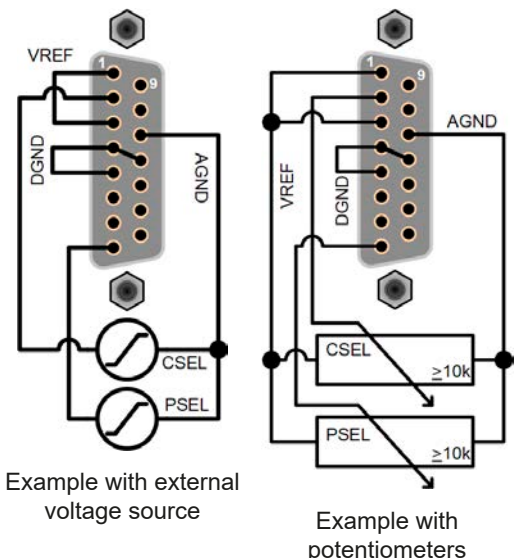 VREF
1
9
DGND
AGND
CSEL
PSEL
Example with external
voltage source
1
9
AGND
VREF
DGND
CSEL
≥10k
PSEL
≥10k
Example with
potentiometers